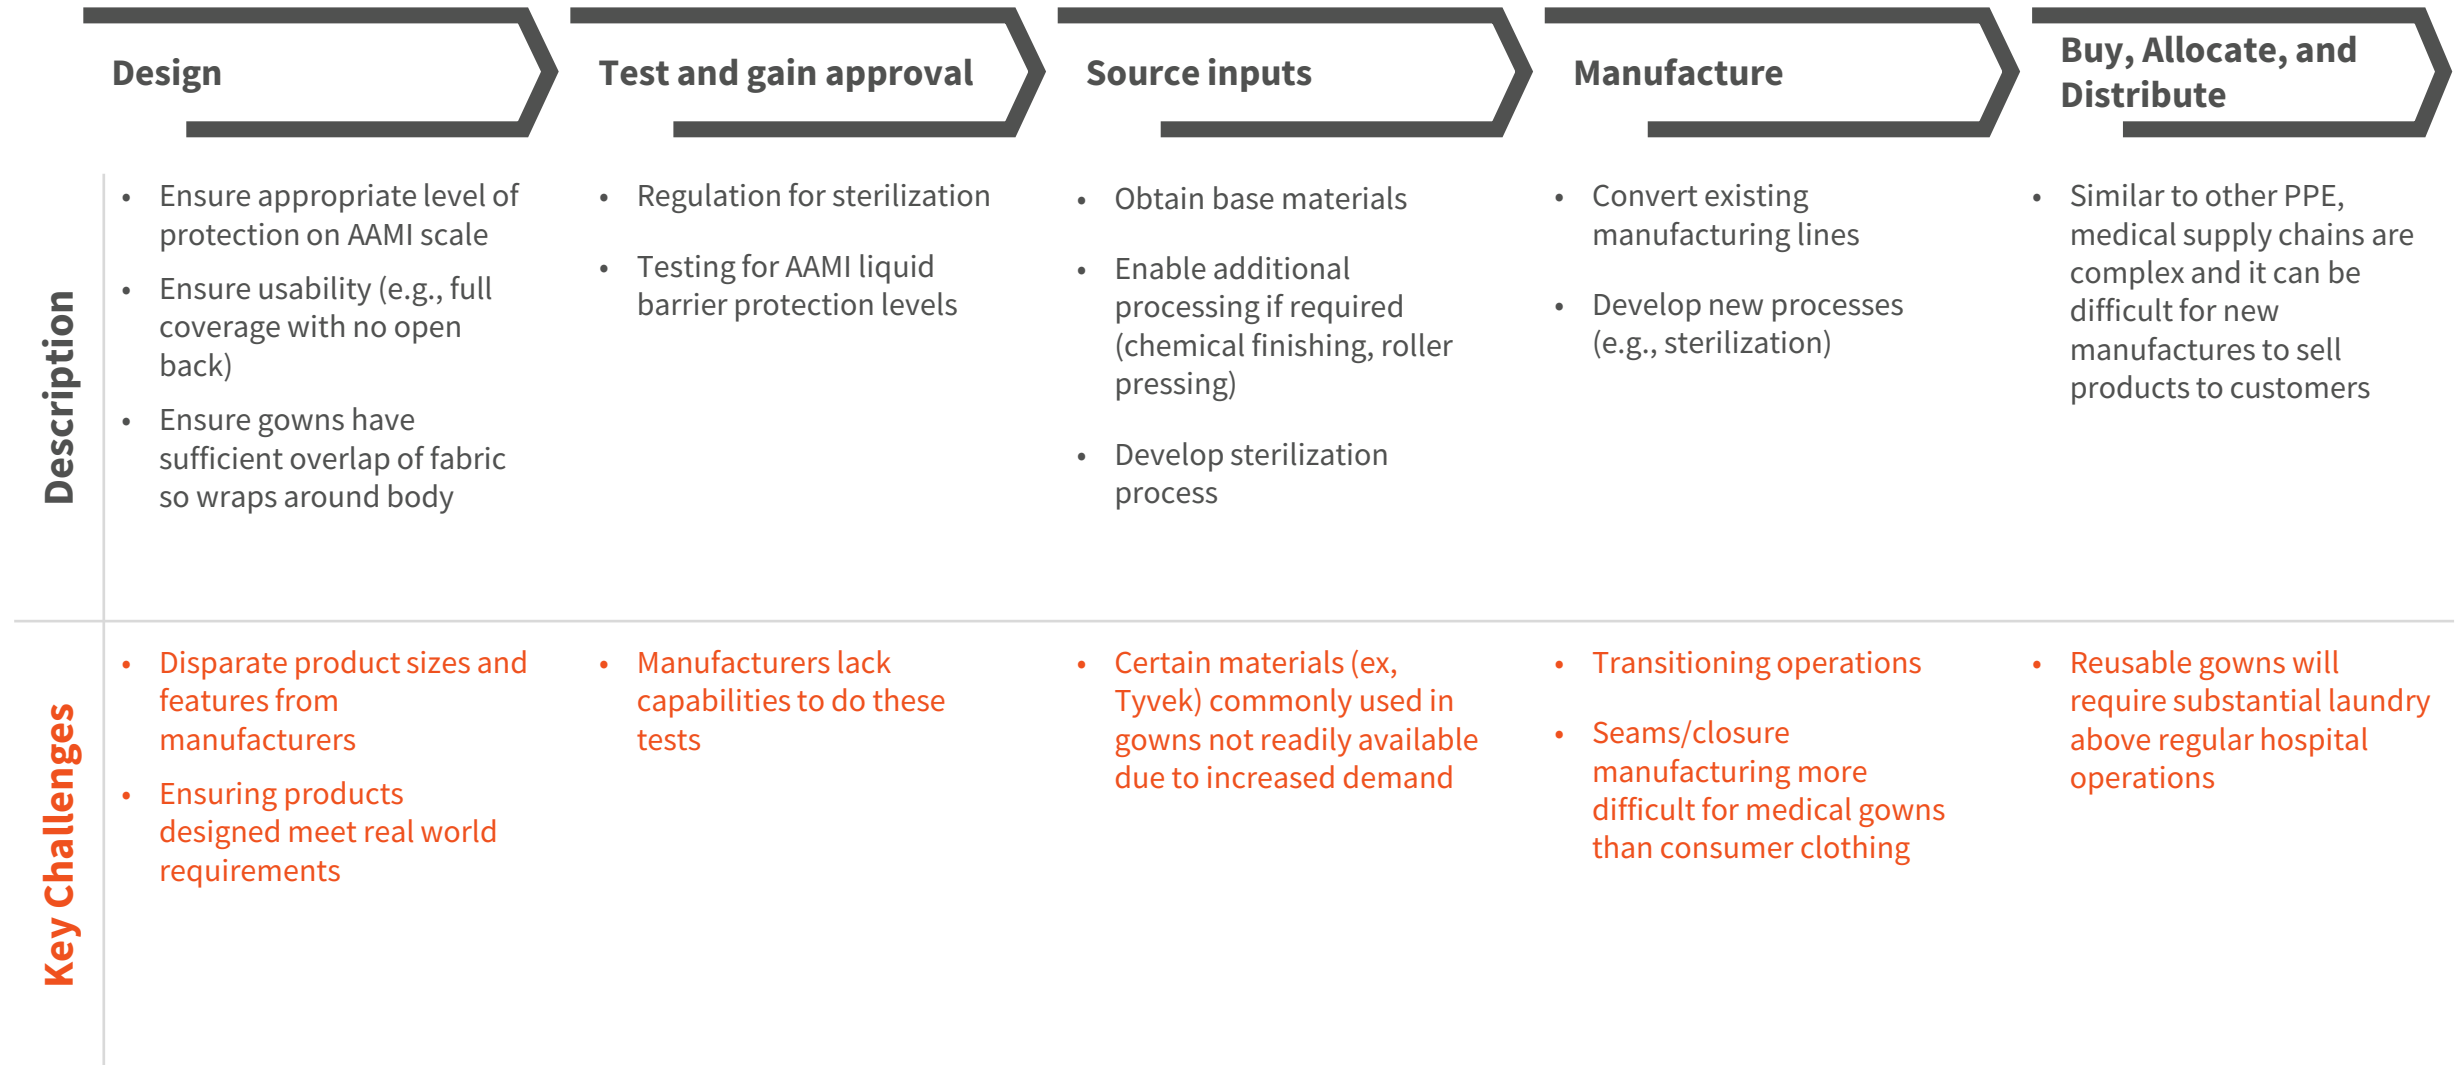 Design
Test and gain approval
Source inputs
Manufacture
Buy, Allocate, and
Distribute
Description
• Ensure appropriate level of
protection on AAMI scale
• Ensure usability (e.g., full
coverage with no open
back)
• Ensure gowns have
sufficient overlap of fabric
so wraps around body
• Regulation for sterilization
• Testing for AAMI liquid
barrier protection levels
• Obtain base materials
• Enable additional
processing if required
(chemical finishing, roller
pressing)
• Develop sterilization
process
• Convert existing
manufacturing lines
• Develop new processes
(e.g., sterilization)
• Similar to other PPE,
medical supply chains are
complex and it can be
difficult for new
manufactures to sell
products to customers
Key Challenges
• Disparate product sizes and
features from
manufacturers
• Ensuring products
designed meet real world
requirements
• Manufacturers lack
capabilities to do these
tests
• Certain materials (ex,
Tyvek) commonly used in
gowns not readily available
due to increased demand
• Transitioning operations
• Seams/closure
manufacturing more
difficult for medical gowns
than consumer clothing
• Reusable gowns will
require substantial laundry
above regular hospital
operations